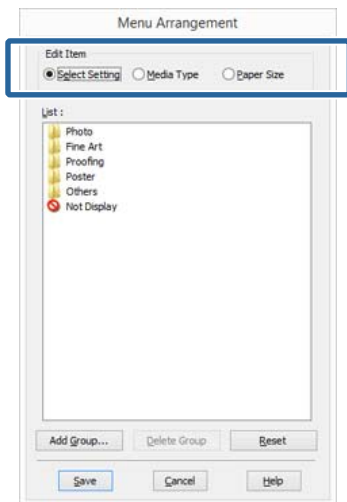 Menu Arrangement
Edit Item
Select Setting Media Type Paper Size
List :
Photo
Fine Art
Proofing
Poster
Others
Not Display
Add Group... Delete Group Reset
Save Cancel Help